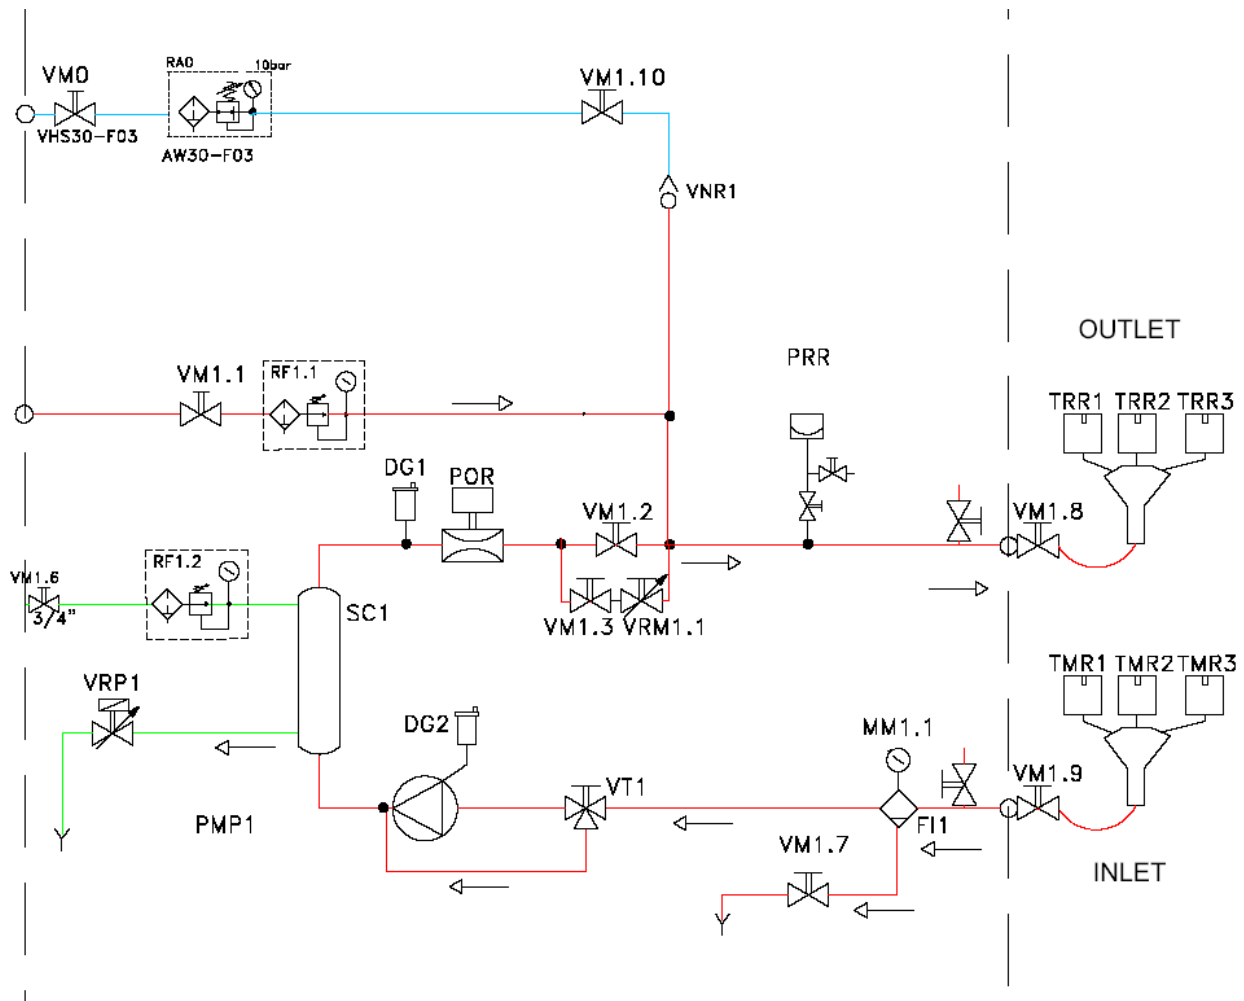 RA0
10bar
VM0
VM1.10
VHS30-F03
AW30-F03
VNR1
OUTLET
PRR
VM1.1
RF1.1
TRR1 TRR2 TRR3
DG1
POR
VM1.2
VM1.8
RF1.2
VM1.6
3/4"
SC1
VM1.3 VRM1.1
TMR1 TMR2 TMR3
VRP1
DG2
MM1.1
VM1.9
VT1
PMP1
FI1
VM1.7
INLET